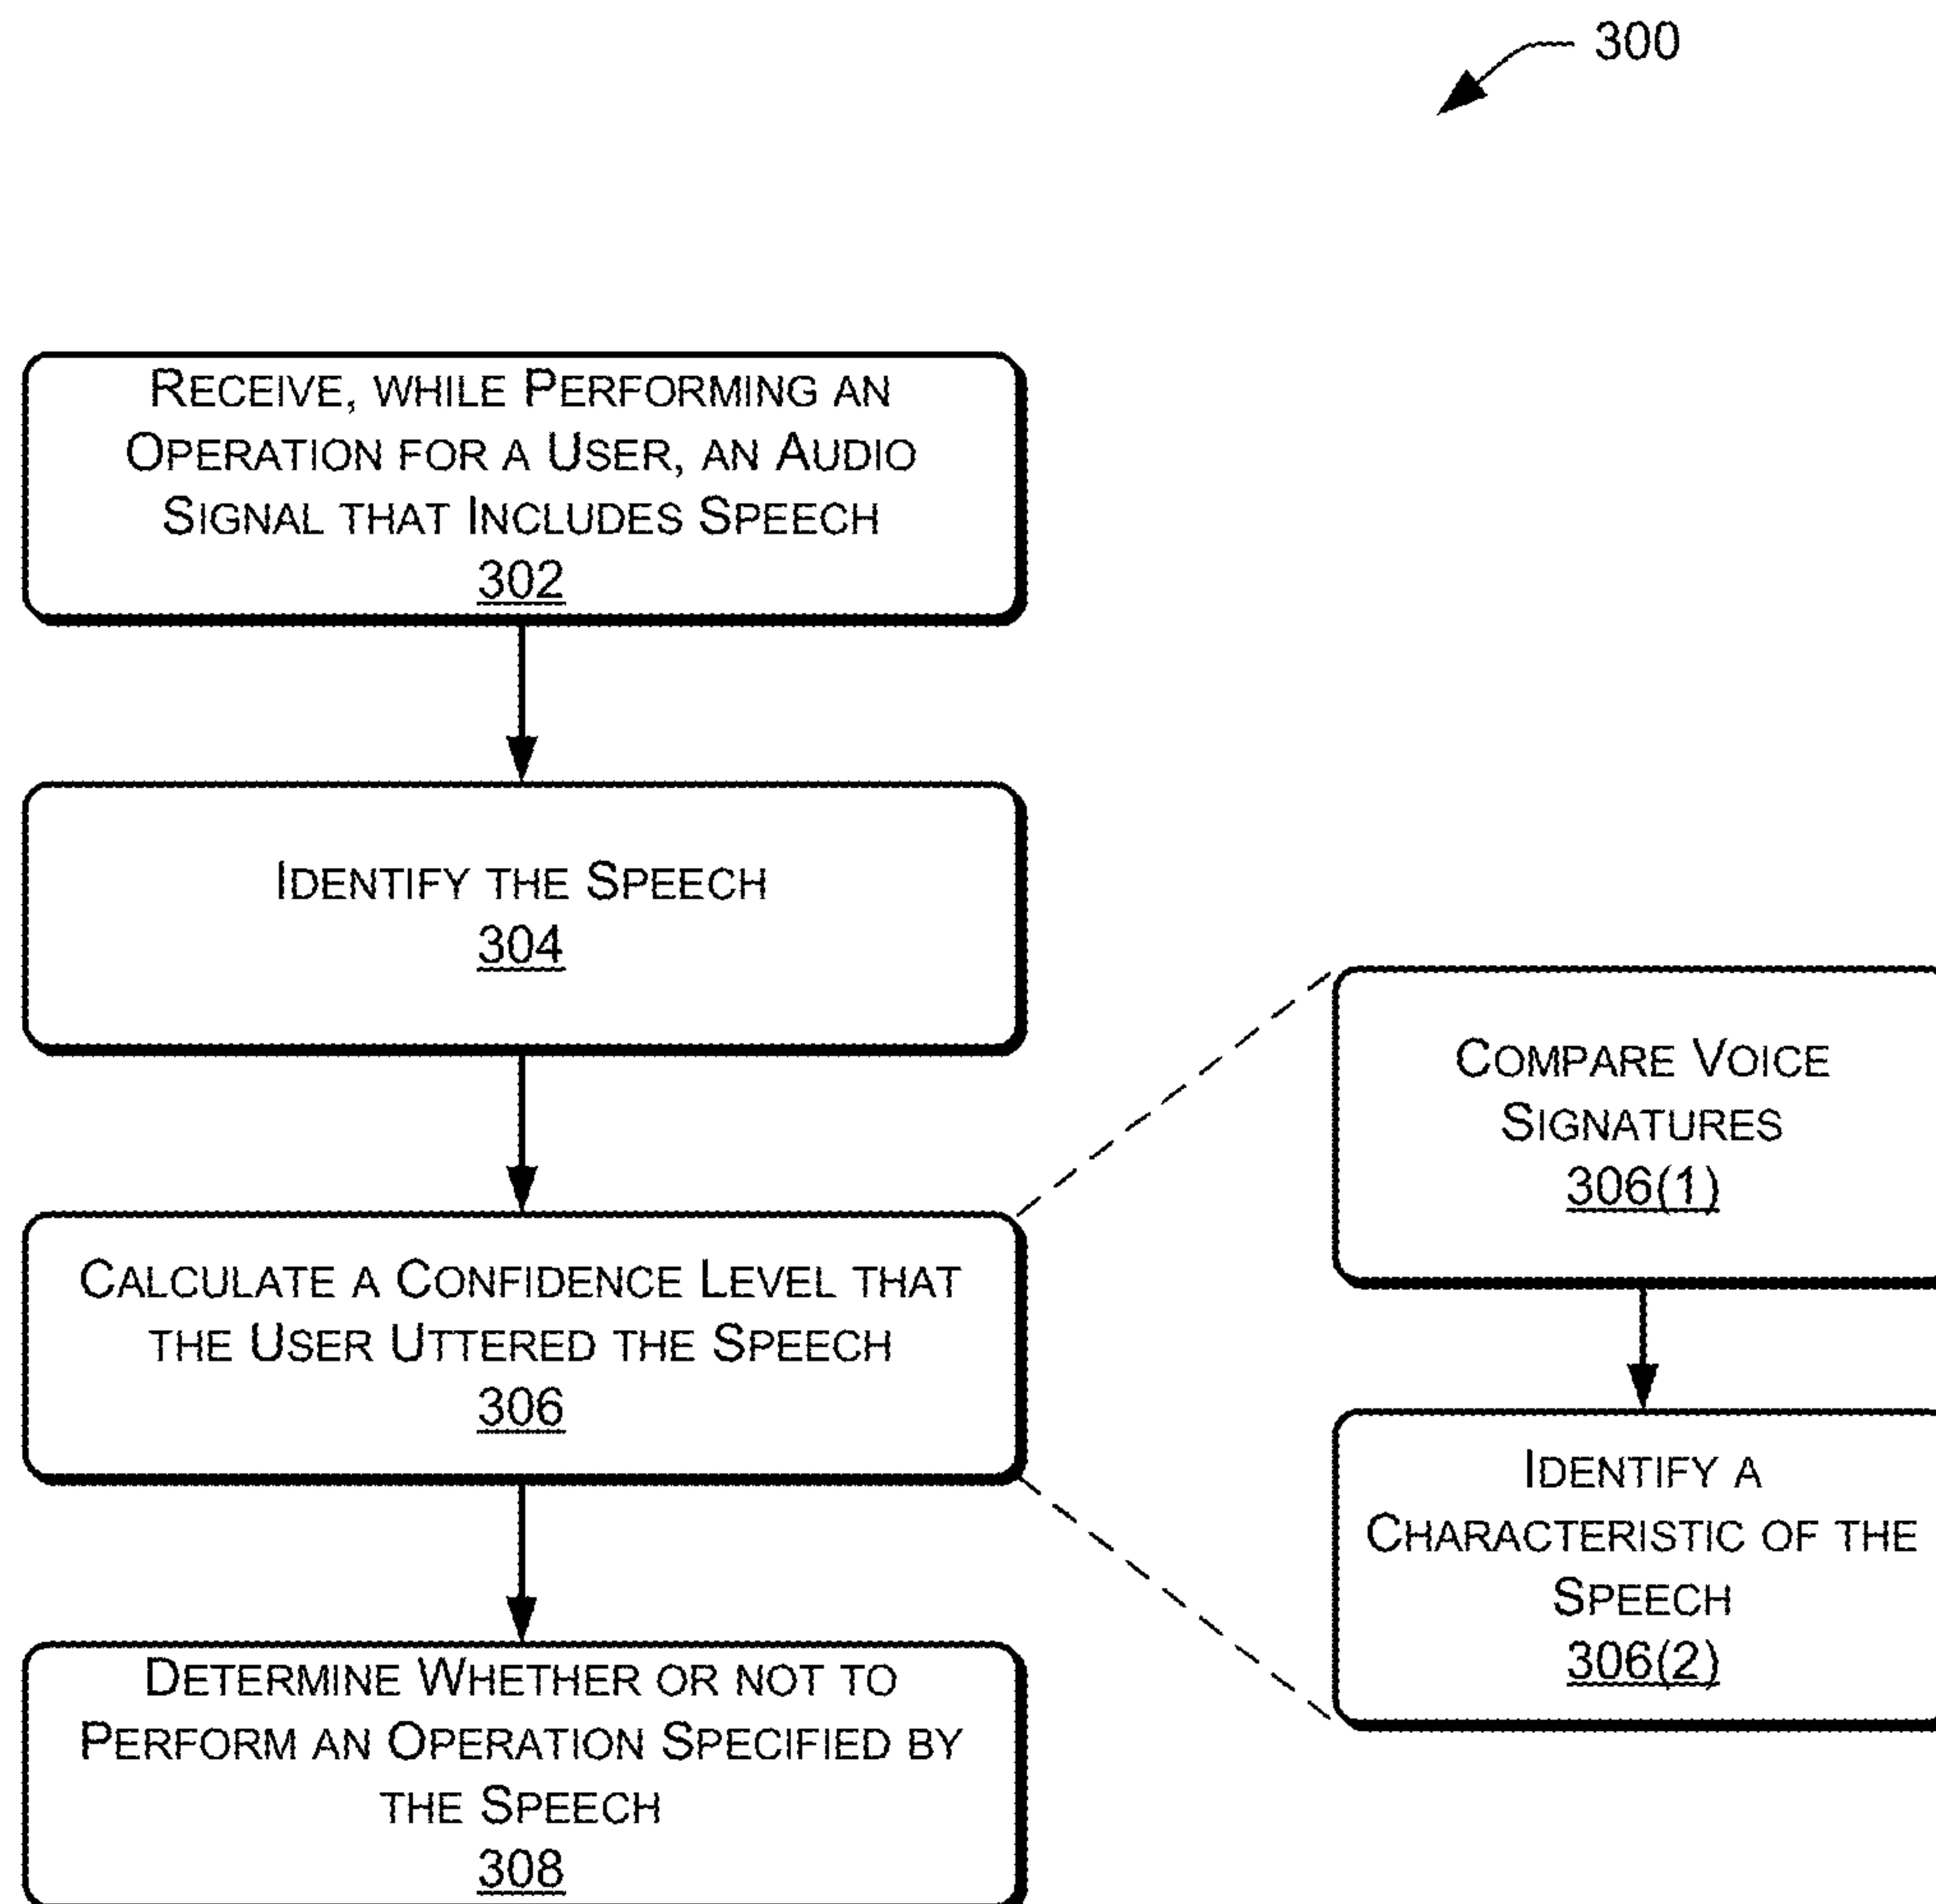 300
RECEIVE, WHILE PERFORMING AN
OPERATION FOR A USER, AN AUDIO
SIGNAL THAT INCLUDES SPEECH
302
IDENTIFY THE SPEECH
304
CALCULATE A CONFIDENCE LEVEL THAT
THE USER UTTERED THE SPEECH
306
COMPARE VOICE
SIGNATURES
306(1)
IDENTIFY A
CHARACTERISTIC OF THE
SPEECH
306(2)
DETERMINE WHETHER OR NOT TO
PERFORM AN OPERATION SPECIFIED BY
THE SPEECH
308